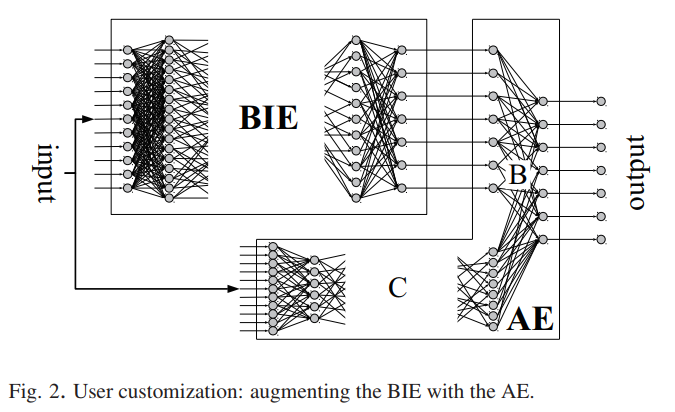 BIE
input
B
output
C
AE
Fig. 2. User customization: augmenting the BIE with the AE.